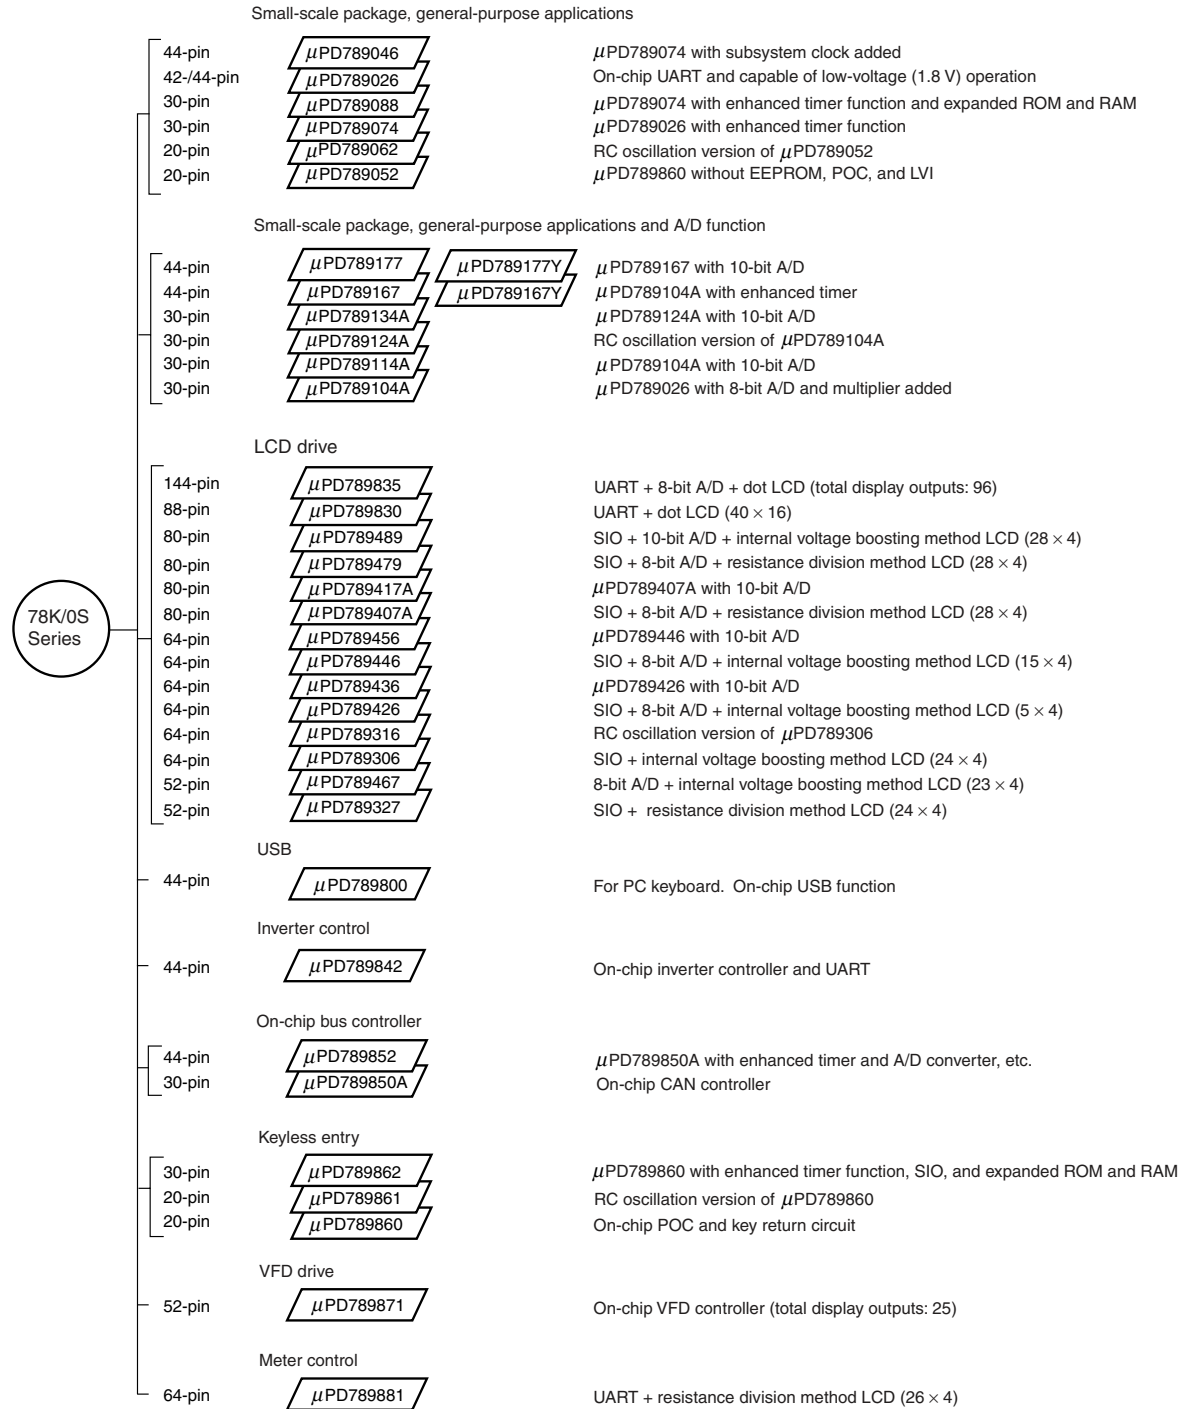 Small-scale package, general-purpose applications
44-pin μPD789046 μPD789074 with subsystem clock added
42-/44-pin μPD789026 On-chip UART and capable of low-voltage (1.8 V) operation
30-pin μPD789088 μPD789074 with enhanced timer function and expanded ROM and RAM
30-pin μPD789074 μPD789026 with enhanced timer function
20-pin μPD789062 RC oscillation version of μPD789052
20-pin μPD789052 μPD789860 without EEPROM, POC, and LVI
Small-scale package, general-purpose applications and A/D function
44-pin μPD789177 μPD789177Y μPD789167 with 10-bit A/D
44-pin μPD789167 μPD789167Y μPD789104A with enhanced timer
30-pin μPD789134A μPD789124A with 10-bit A/D
30-pin μPD789124A RC oscillation version of μPD789104A
30-pin μPD789114A μPD789104A with 10-bit A/D
30-pin μPD789104A μPD789026 with 8-bit A/D and multiplier added
LCD drive
144-pin μPD789835 UART + 8-bit A/D + dot LCD (total display outputs: 96)
88-pin μPD789830 UART + dot LCD (40 × 16)
80-pin μPD789489 SIO + 10-bit A/D + internal voltage boosting method LCD (28 × 4)
80-pin μPD789479 SIO + 8-bit A/D + resistance division method LCD (28 × 4)
80-pin μPD789417A μPD789407A with 10-bit A/D
80-pin μPD789407A SIO + 8-bit A/D + resistance division method LCD (28 × 4)
78K/0S
Series
64-pin μPD789456 μPD789446 with 10-bit A/D
64-pin μPD789446 SIO + 8-bit A/D + internal voltage boosting method LCD (15 × 4)
64-pin μPD789436 μPD789426 with 10-bit A/D
64-pin μPD789426 SIO + 8-bit A/D + internal voltage boosting method LCD (5 × 4)
64-pin μPD789316 RC oscillation version of μPD789306
64-pin μPD789306 SIO + internal voltage boosting method LCD (24 × 4)
52-pin μPD789467 8-bit A/D + internal voltage boosting method LCD (23 × 4)
52-pin μPD789327 SIO + resistance division method LCD (24 × 4)
USB
44-pin μPD789800 For PC keyboard. On-chip USB function
Inverter control
44-pin μPD789842 On-chip inverter controller and UART
On-chip bus controller
44-pin μPD789852 μPD789850A with enhanced timer and A/D converter, etc.
30-pin μPD789850A On-chip CAN controller
Keyless entry
30-pin μPD789862 μPD789860 with enhanced timer function, SIO, and expanded ROM and RAM
20-pin μPD789861 RC oscillation version of μPD789860
20-pin μPD789860 On-chip POC and key return circuit
VFD drive
52-pin μPD789871 On-chip VFD controller (total display outputs: 25)
Meter control
64-pin μPD789881 UART + resistance division method LCD (26 × 4)